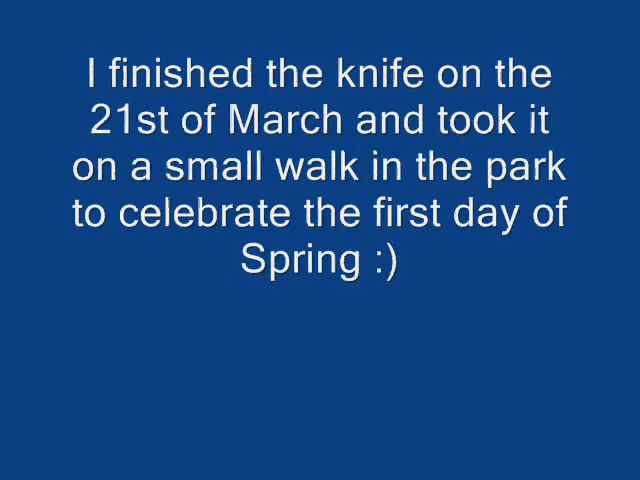 I finished the knife on the
21st of March and took it
on a small walk in the park
to celebrate the first day of
Spring :)